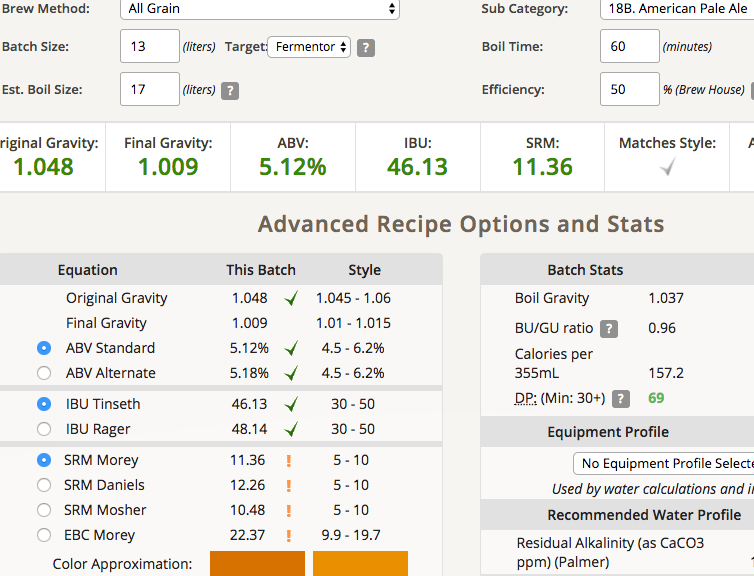 Brew Method: All Grain Sub Category: 18B. American Pale Ale
Batch Size: 13 (liters) Target: Fermentor ? Boil Time: 60 (minutes)
Est. Boil Size: 17 (liters) ? Efficiency: 50 % (Brew House)
riginal Gravity: Final Gravity: ABV: IBU: SRM: Matches Style:
1.048 1.009 5.12% 46.13 11.36
Advanced Recipe Options and Stats
Equation This Batch Style
Original Gravity 1.048 1.045 - 1.06
Final Gravity 1.009 1.01 - 1.015
ABV Standard 5.12% 4.5 - 6.2%
ABV Alternate 5.18% 4.5 - 6.2%
IBU Tinseth 46.13 30 - 50
IBU Rager 48.14 30 - 50
SRM Morey 11.36 ! 5 - 10
SRM Daniels 12.26 ! 5 - 10
SRM Mosher 10.48 ! 5 - 10
EBC Morey 22.37 ! 9.9 - 19.7
Color Approximation:
Batch Stats
Boil Gravity 1.037
BU/GU ratio ? 0.96
Calories per
355mL 157.2
DP: (Min: 30+) ? 69
Equipment Profile
No Equipment Profile Selecte
Used by water calculations and i
Recommended Water Profile
Residual Alkalinity (as CaCO3
ppm) (Palmer)